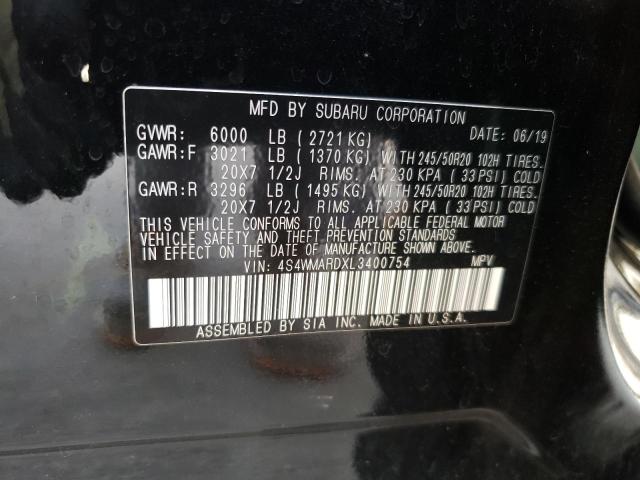 MFD BY SUBARU CORPORATION
GVWR: 6000 LB ( 2721 KG) DATE: 06/19
GAWR:F 3021 LB ( 1370 KG) WITH 245/50R20 102H TIRES.
20X7 1/2J RIMS. AT 230 KPA ( 33 PSI) COLD
GAWR:R 3296 LB ( 1495 KG) WITH 245/50R20 102H TIRES.
20X7 1/2J RIMS. AT 230 KPA ( 33 PSI) COLD
THIS VEHICLE CONFORMS TO ALL APPLICABLE FEDERAL MOTOR
VEHICLE SAFETY AND THEFT PREVENTION STANDARDS
IN EFFECT ON THE DATE OF MANUFACTURE SHOWN ABOVE.
VIN: 4S4WMARDXL3400754 MPV
ASSEMBLED BY SIA INC. MADE IN U.S.A.